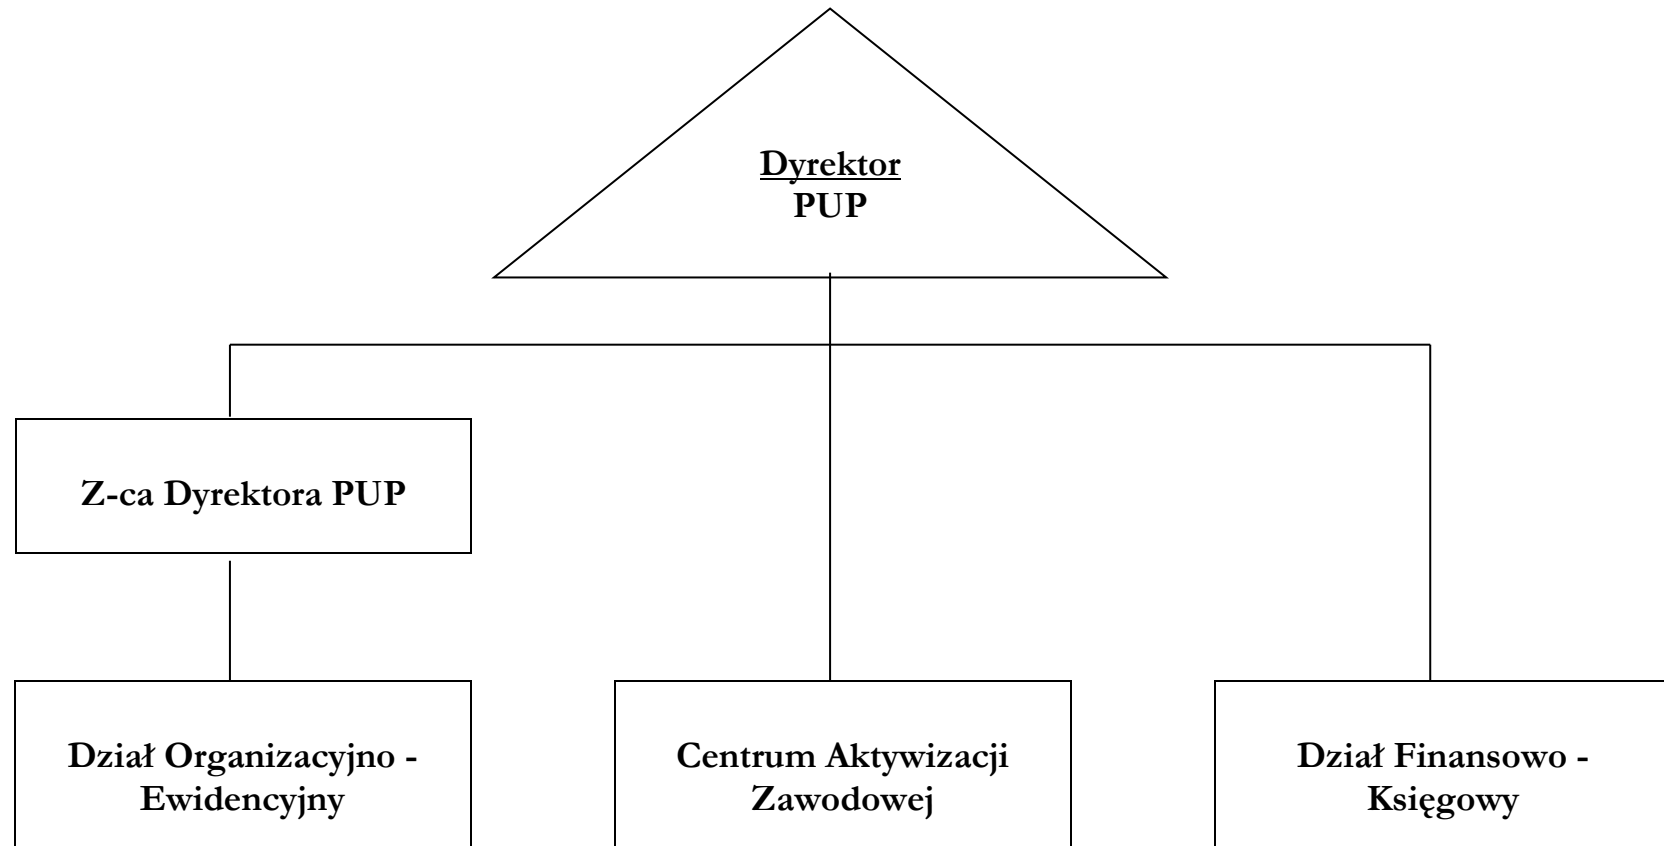 Dyrektor
PUP
Z-ca Dyrektora PUP
Dział Organizacyjno -
Ewidencyjny
Centrum Aktywizacji
Zawodowej
Dział Finansowo -
Księgowy